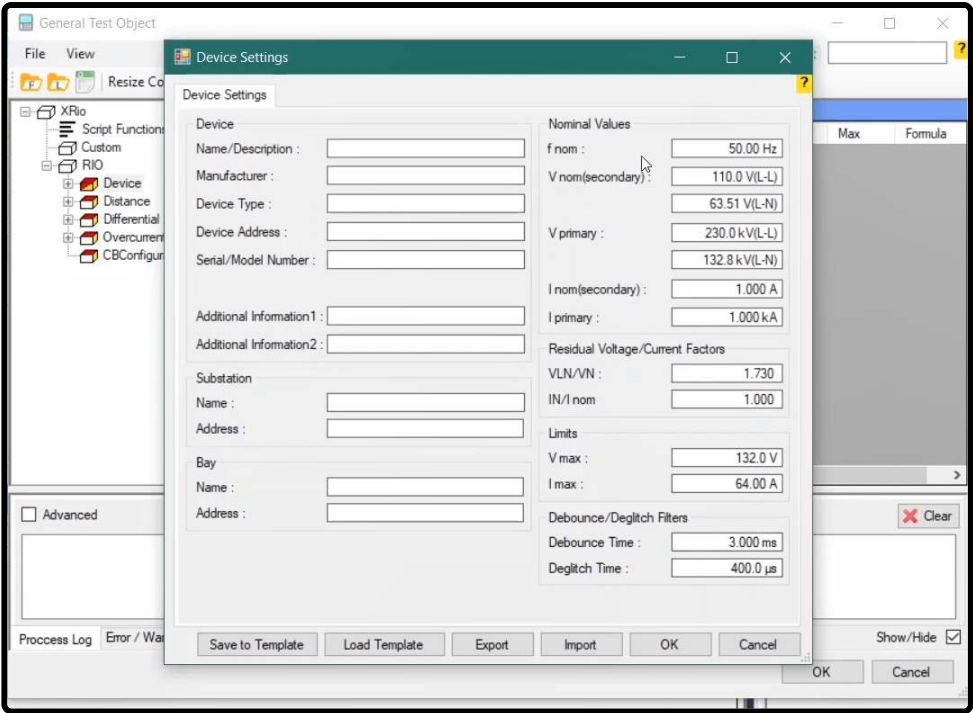 General Test Object
File View
Resize Co
?
XRio
Script Function
Custom
RIO
Device
Distance
Differential
Overcurren
CBConfigur
Max Formula
Device Settings
?
Device Settings
Device
Name/Description :
Manufacturer :
Device Type :
Device Address :
Serial/Model Number :
Additional Information1 :
Additional Information2 :
Substation
Name :
Address :
Bay
Name :
Address :
Nominal Values
f nom : 50.00 Hz
V nom(secondary) : 110.0 V(L-L)
63.51 V(L-N)
V primary : 230.0 kV(L-L)
132.8 kV(L-N)
I nom(secondary) : 1.000 A
I primary : 1.000 kA
Residual Voltage/Current Factors
VLN/VN : 1.730
IN/I nom 1.000
Limits
V max : 132.0 V
I max : 64.00 A
Debounce/Deglitch Filters
Debounce Time : 3.000 ms
Deglitch Time : 400.0 µs
Save to Template Load Template Export Import OK Cancel
Advanced
Clear
Proccess Log Error / Wa
Show/Hide
OK Cancel